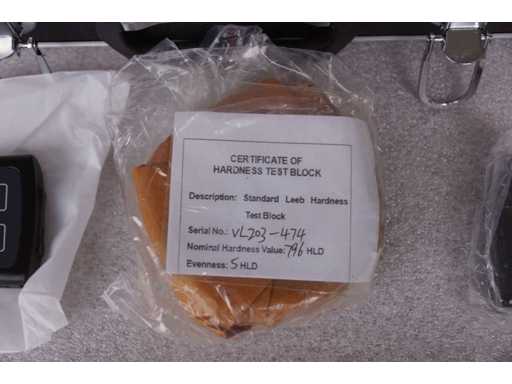 CERTIFICATE OF
HARDNESS TEST BLOCK
Description: Standard Leeb Hardness
Test Block
Serial No.: VL203-474
Nominal Hardness Value: 796 HLD
Evenness: 5 HLD